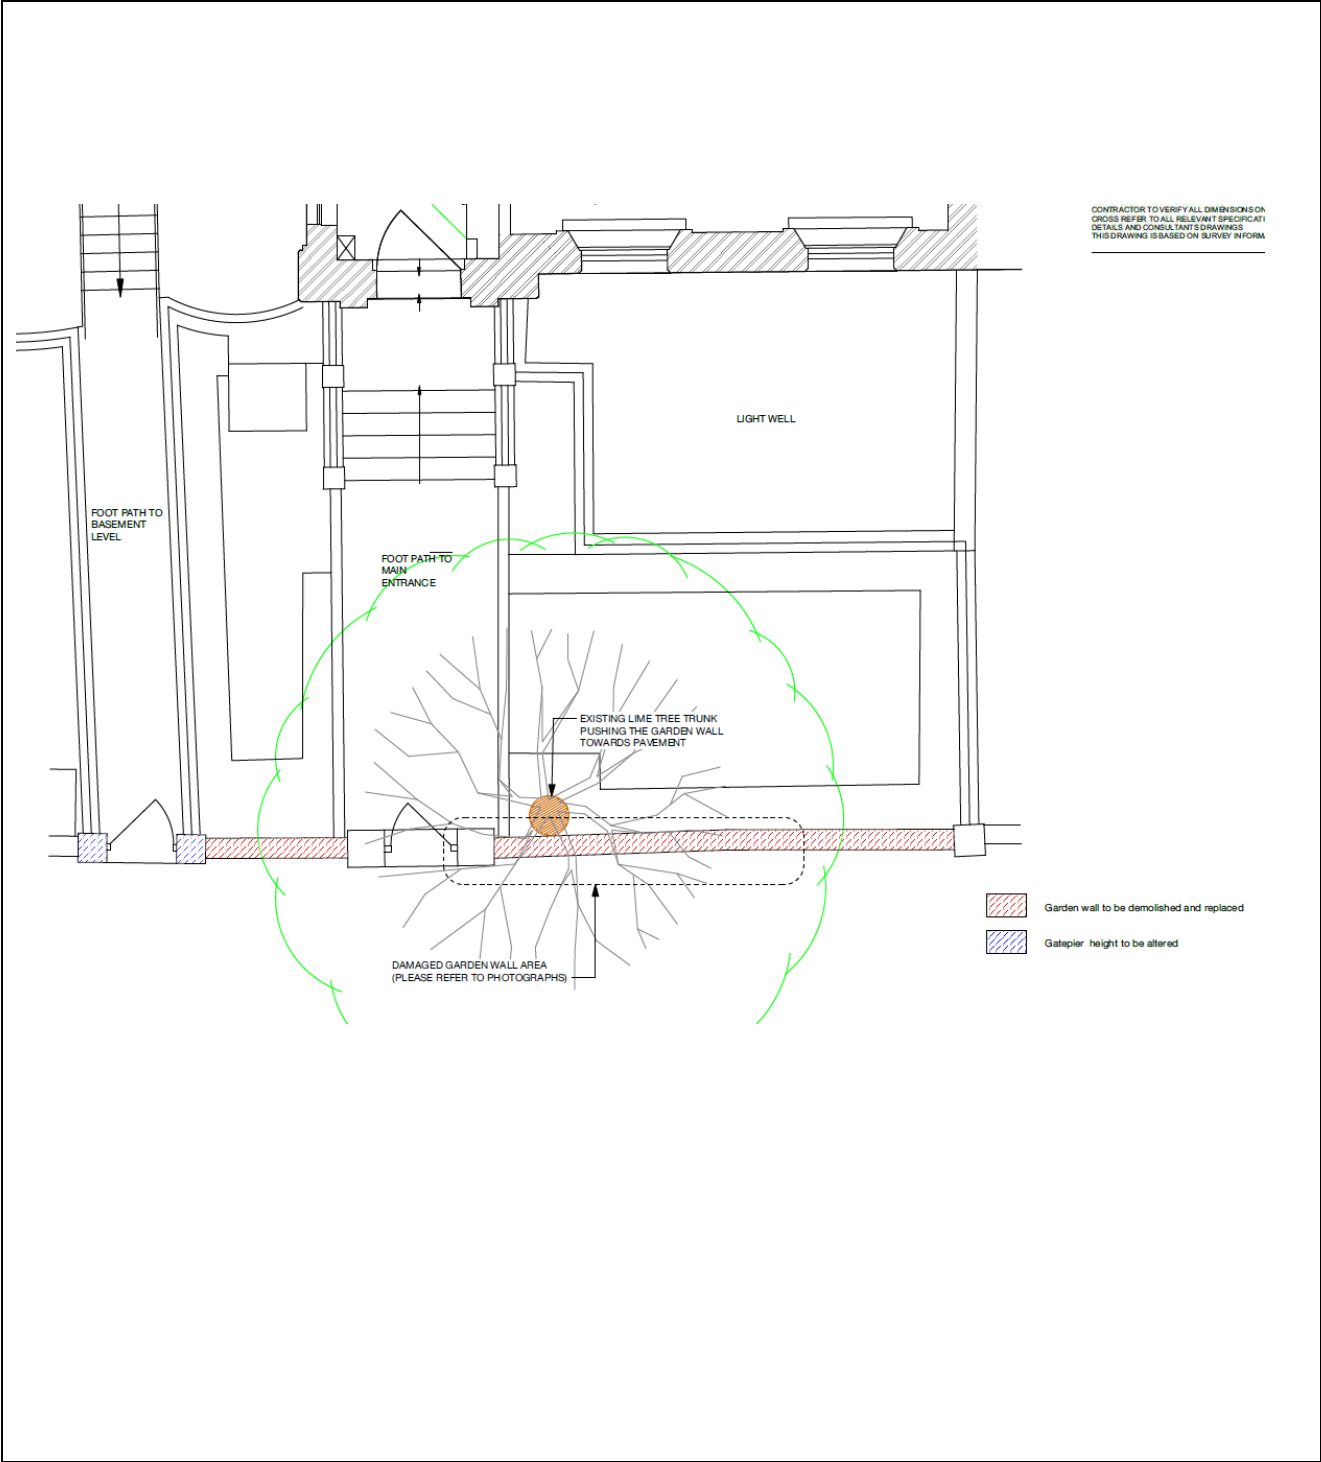 CONTRACTOR TO VERIFY ALL DIMENSIONS ON
CROSS REFER TO ALL RELEVANT SPECIFICATI
DETAILS AND CONSULTANTS DRAWINGS
THIS DRAWING IS BASED ON SURVEY INFORM
LIGHT WELL
FOOT PATH TO
BASEMENT
LEVEL
FOOT PATH TO
MAIN
ENTRANCE
EXISTING LIME TREE TRUNK
PUSHING THE GARDEN WALL
TOWARDS PAVEMENT
Garden wall to be demolished and replaced
Gatepier height to be altered
DAMAGED GARDEN WALL AREA
(PLEASE REFER TO PHOTOGRAPHS)